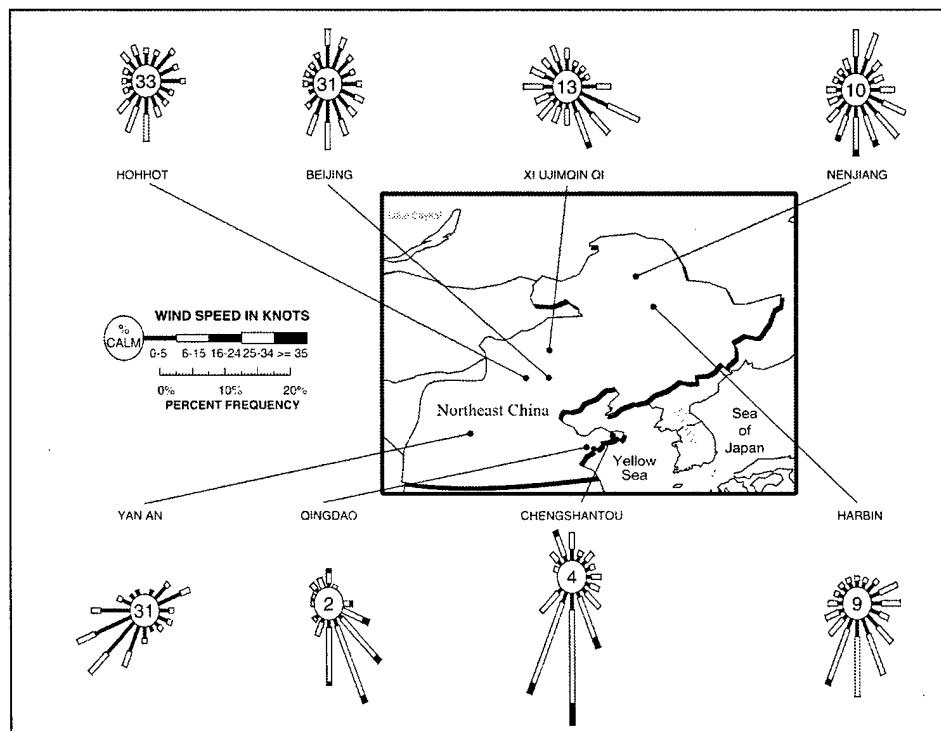 33
31
13
10
HOHHOT
BEIJING
XI UJIMQIN QI
NENJIANG
Lake Baykal
WIND SPEED IN KNOTS
%
CALM
0-5 6-15 16-24 25-34 >= 35
0% 10% 20%
PERCENT FREQUENCY
Northeast China
Sea
of
Japan
Yellow
Sea
YAN AN
QINGDAO
CHENGSHANTOU
HARBIN
31
2
4
9